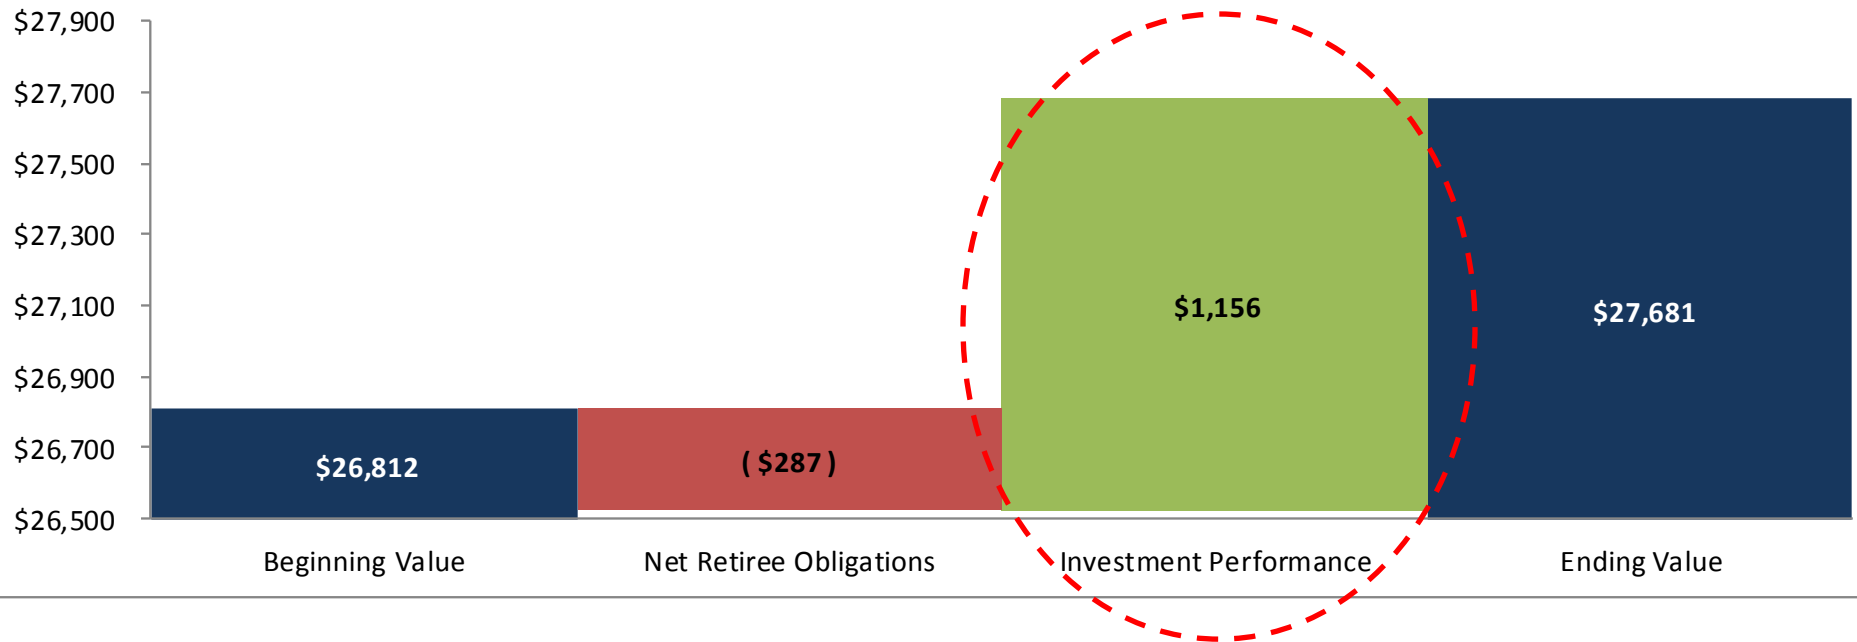 $27,900
$27,700
$27,500
$27,300
$27,100
$26,900
$26,700
$26,500
$26,812
( $287 )
$1,156
$27,681
Beginning Value
Net Retiree Obligations
Investment Performance
Ending Value